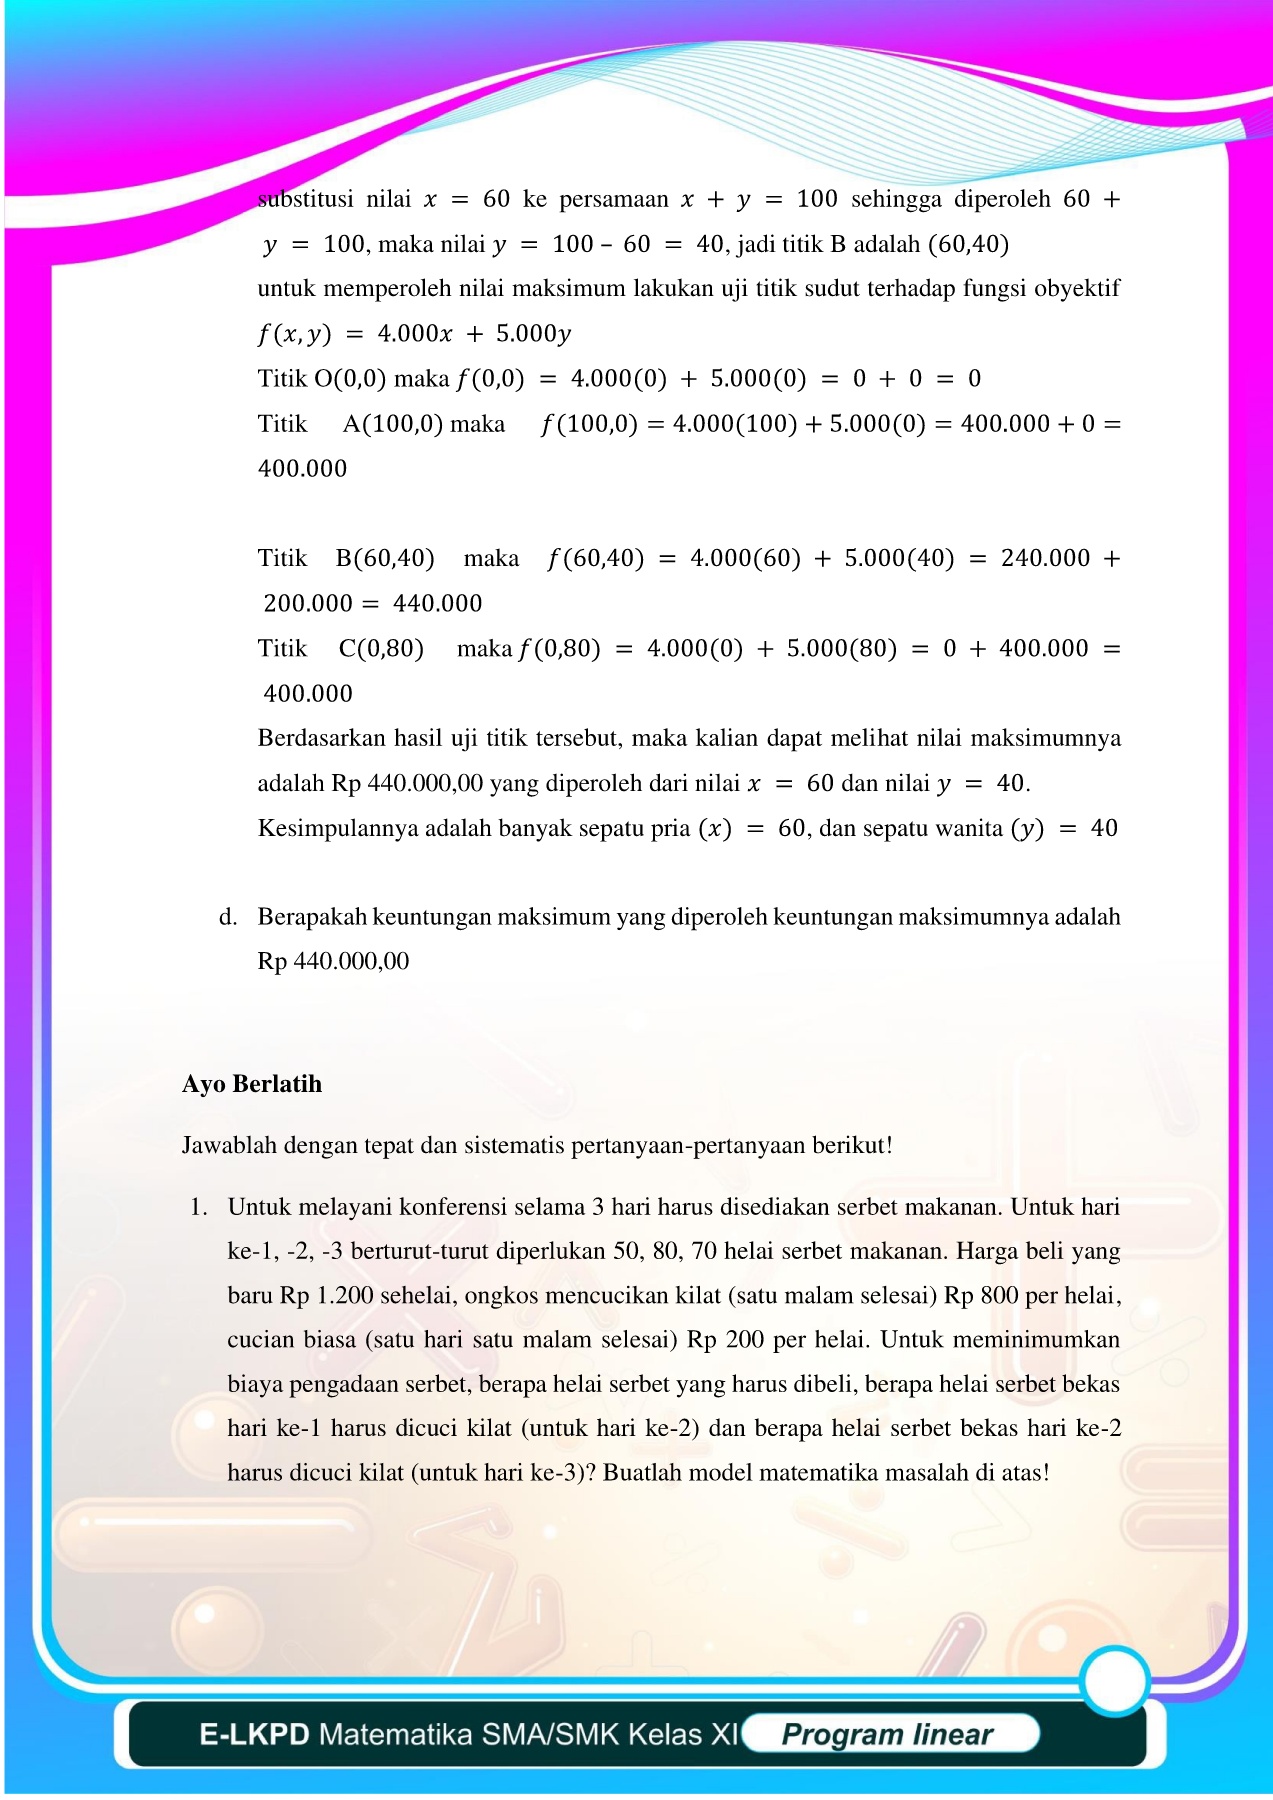 substitusi nilai x = 60 ke persamaan x + y = 100 sehingga diperoleh 60 +
y = 100, maka nilai y = 100 – 60 = 40, jadi titik B adalah (60,40)
untuk memperoleh nilai maksimum lakukan uji titik sudut terhadap fungsi obyektif
f(x,y) = 4.000x + 5.000y
Titik O(0,0) maka f(0,0) = 4.000(0) + 5.000(0) = 0 + 0 = 0
Titik A(100,0) maka f(100,0) = 4.000(100) + 5.000(0) = 400.000 + 0 =
400.000
Titik B(60,40) maka f(60,40) = 4.000(60) + 5.000(40) = 240.000 +
200.000 = 440.000
Titik C(0,80) maka f(0,80) = 4.000(0) + 5.000(80) = 0 + 400.000 =
400.000
Berdasarkan hasil uji titik tersebut, maka kalian dapat melihat nilai maksimumnya
adalah Rp 440.000,00 yang diperoleh dari nilai x = 60 dan nilai y = 40.
Kesimpulannya adalah banyak sepatu pria (x) = 60, dan sepatu wanita (y) = 40
d. Berapakah keuntungan maksimum yang diperoleh keuntungan maksimumnya adalah
Rp 440.000,00
Ayo Berlatih
Jawablah dengan tepat dan sistematis pertanyaan-pertanyaan berikut!
1. Untuk melayani konferensi selama 3 hari harus disediakan serbet makanan. Untuk hari
ke-1, -2, -3 berturut-turut diperlukan 50, 80, 70 helai serbet makanan. Harga beli yang
baru Rp 1.200 sehelai, ongkos mencucikan kilat (satu malam selesai) Rp 800 per helai,
cucian biasa (satu hari satu malam selesai) Rp 200 per helai. Untuk meminimumkan
biaya pengadaan serbet, berapa helai serbet yang harus dibeli, berapa helai serbet bekas
hari ke-1 harus dicuci kilat (untuk hari ke-2) dan berapa helai serbet bekas hari ke-2
harus dicuci kilat (untuk hari ke-3)? Buatlah model matematika masalah di atas!
E-LKPD Matematika SMA/SMK Kelas XI Program linear